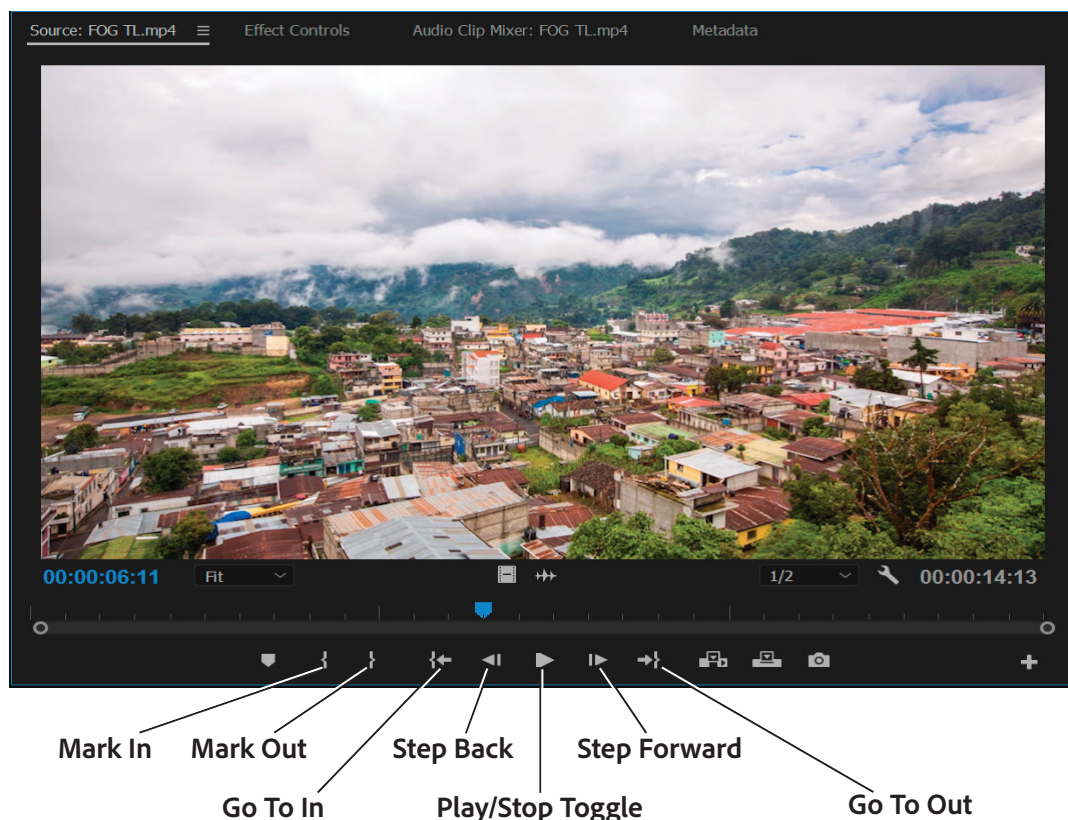 Source: FOG TL.mp4 Effect Controls Audio Clip Mixer: FOG TL.mp4 Metadata
00:00:06:11 Fit 1/2 00:00:14:13
Mark In Mark Out Step Back Step Forward
Go To In Play/Stop Toggle Go To Out